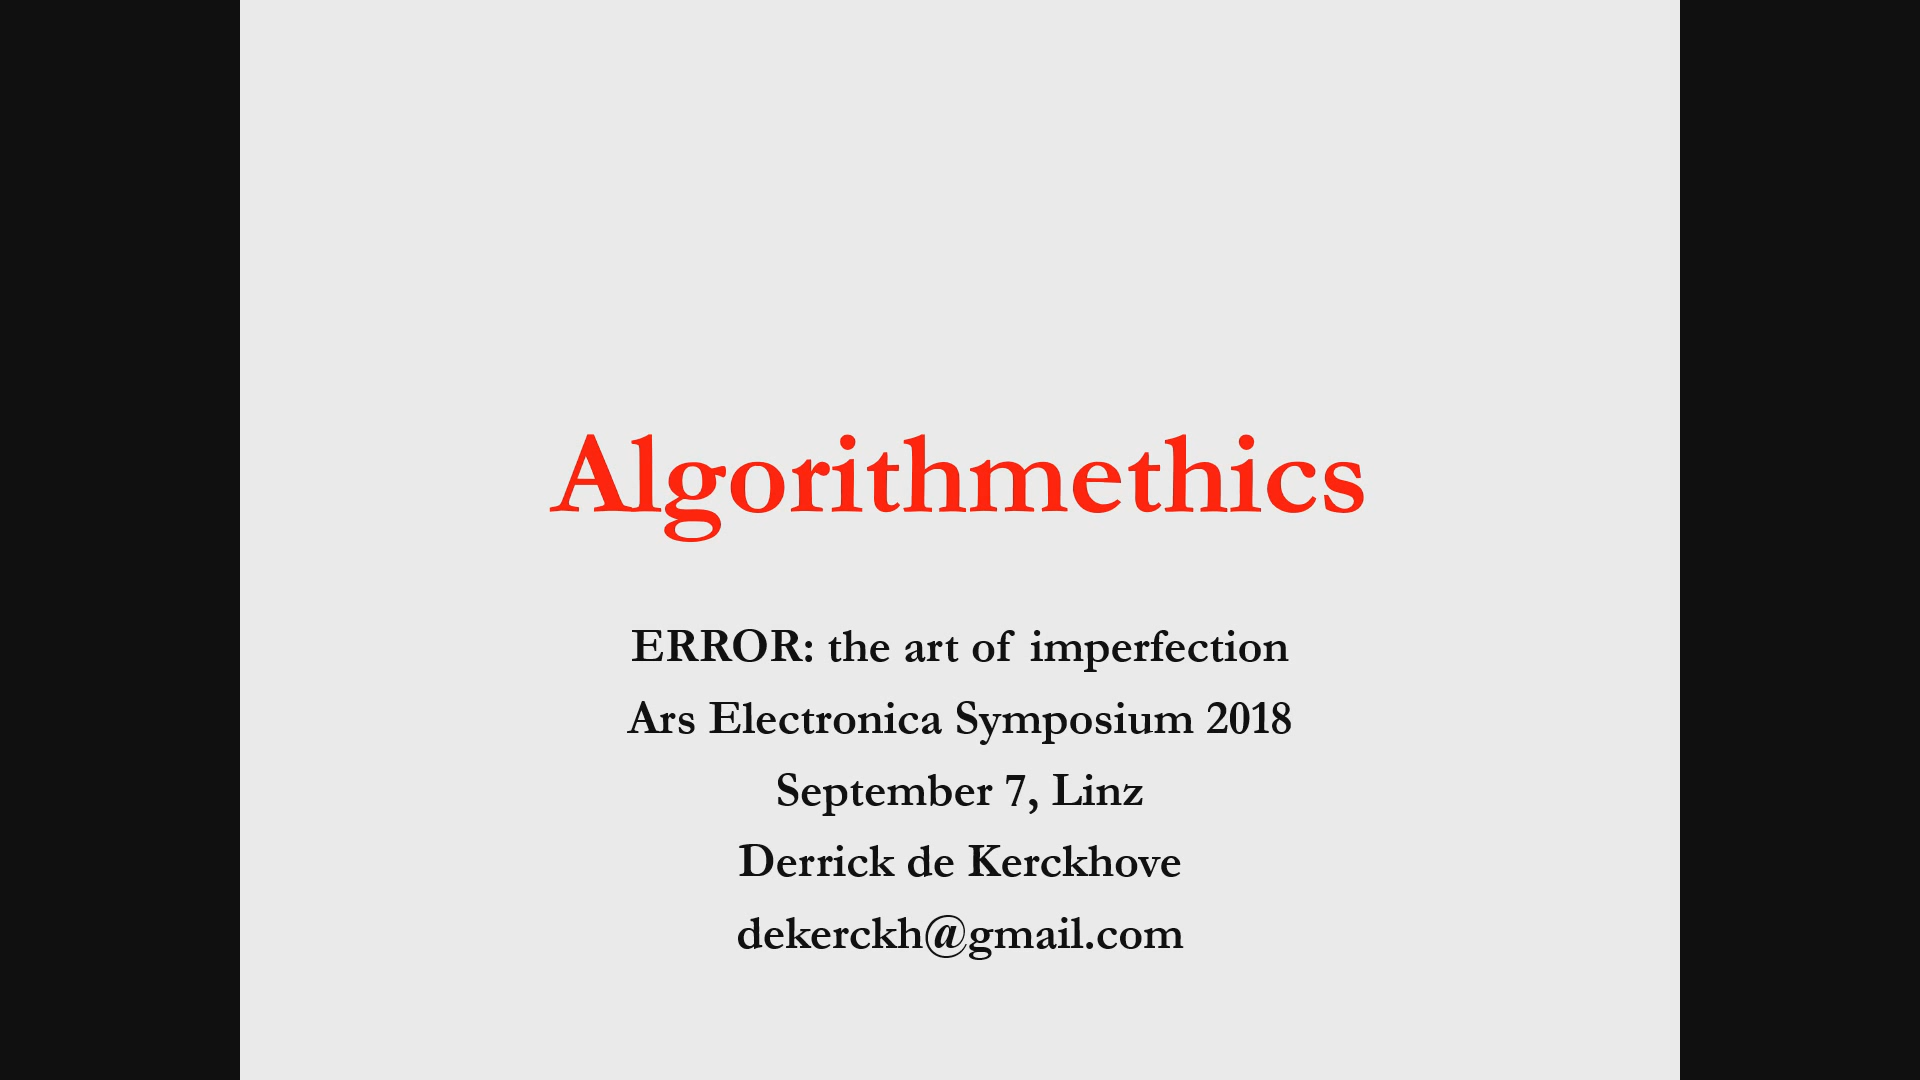 Algorithmethics
ERROR: the art of imperfection
Ars Electronica Symposium 2018
September 7, Linz
Derrick de Kerckhove
dekerckh@gmail.com